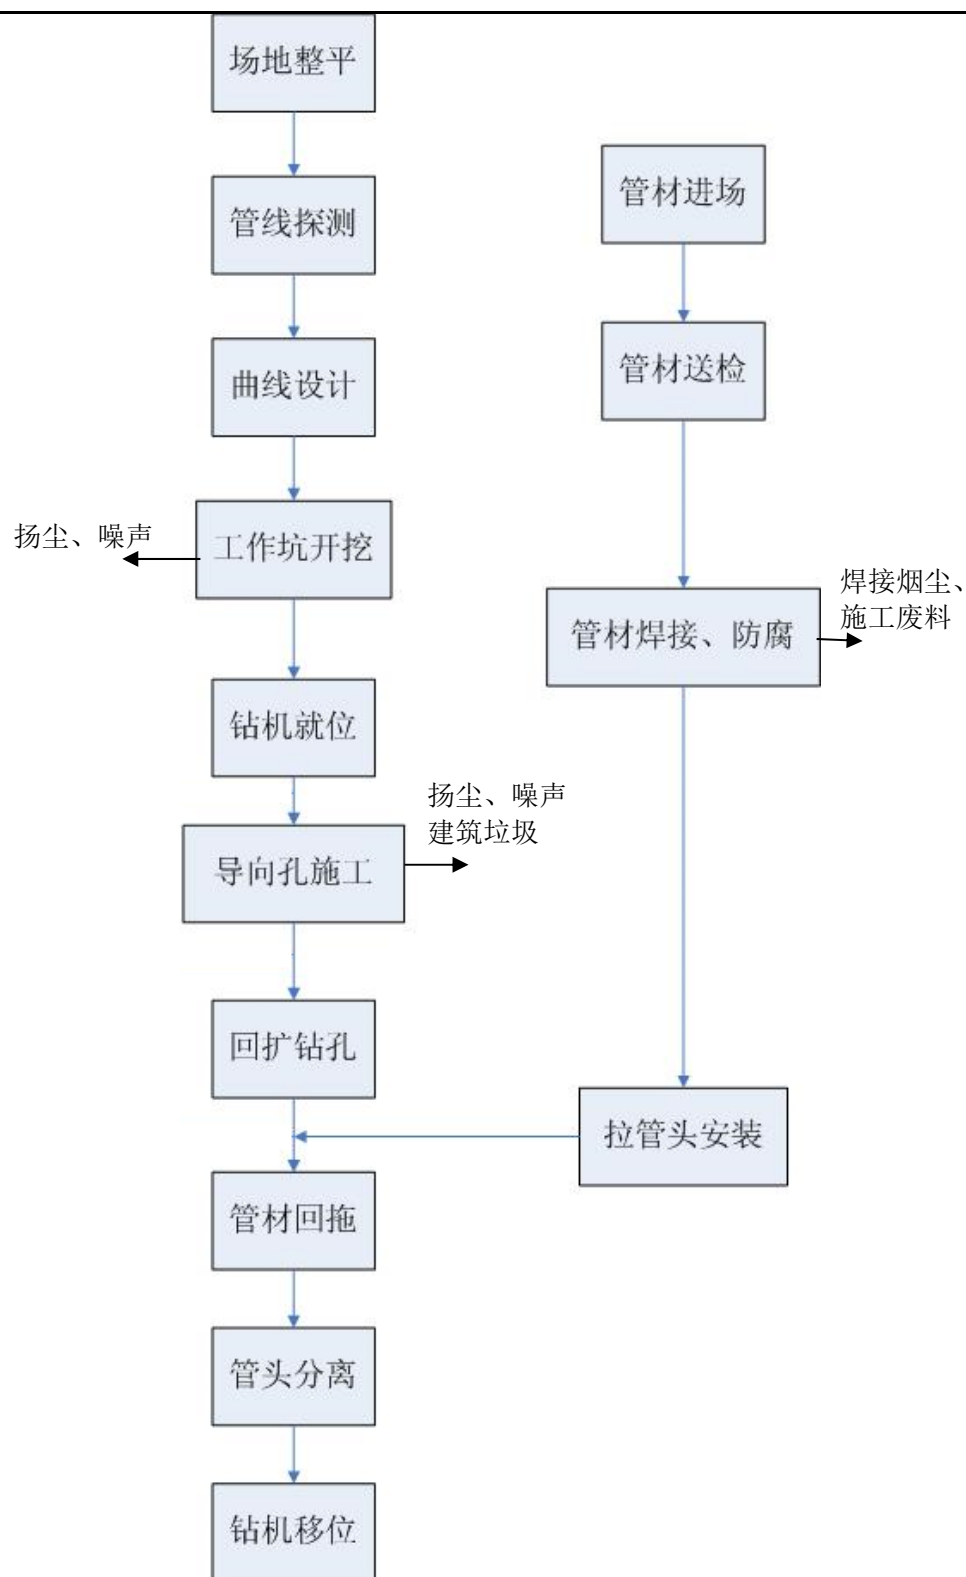 场地整平
管材进场
管线探测
管材送检
曲线设计
扬尘、噪声
工作坑开挖
焊接烟尘、
施工废料
管材焊接、防腐
钻机就位
扬尘、噪声
建筑垃圾
导向孔施工
回扩钻孔
拉管头安装
管材回拖
管头分离
钻机移位